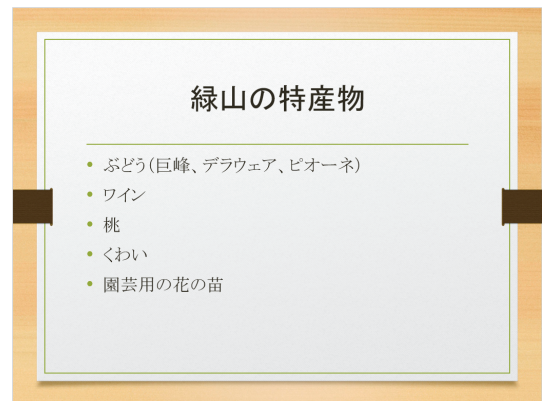 緑山の特産物
• ぶどう（巨峰、デラウェア、ピオーネ）
• ワイン
• 桃
• くわい
• 園芸用の花の苗